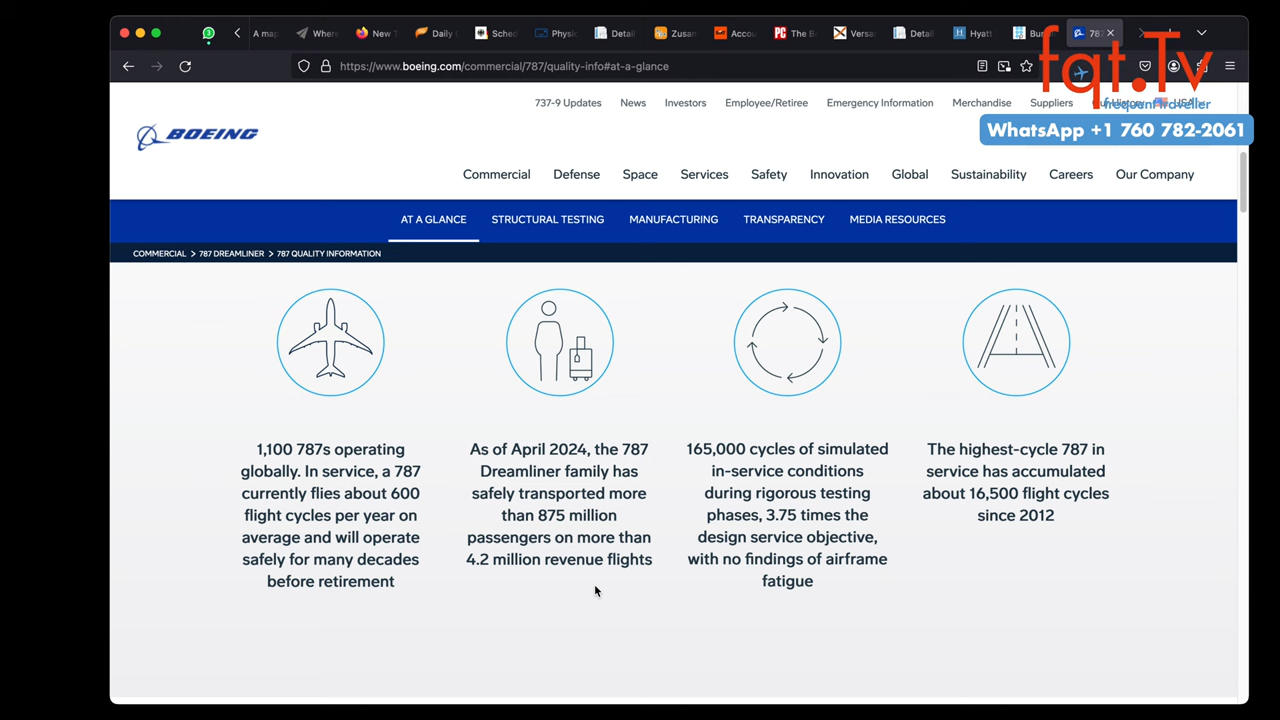 A map
Where
New T
Daily
Sched
Physic
Detail
Zusan
Accou
The B
Versa
Detail
Hyatt
787
https://www.boeing.com/commercial/787/quality-info#at-a-glance
fqt.Tv
frequent traveller
WhatsApp +1 760 782-2061
737-9 Updates News Investors Employee/Retiree Emergency Information Merchandise Suppliers
BOEING
Commercial Defense Space Services Safety Innovation Global Sustainability Careers Our Company
AT A GLANCE STRUCTURAL TESTING MANUFACTURING TRANSPARENCY MEDIA RESOURCES
COMMERCIAL > 787 DREAMLINER > 787 QUALITY INFORMATION
1,100 787s operating
globally. In service, a 787
currently flies about 600
flight cycles per year on
average and will operate
safely for many decades
before retirement
As of April 2024, the 787
Dreamliner family has
safely transported more
than 875 million
passengers on more than
4.2 million revenue flights
165,000 cycles of simulated
in-service conditions
during rigorous testing
phases, 3.75 times the
design service objective,
with no findings of airframe
fatigue
The highest-cycle 787 in
service has accumulated
about 16,500 flight cycles
since 2012